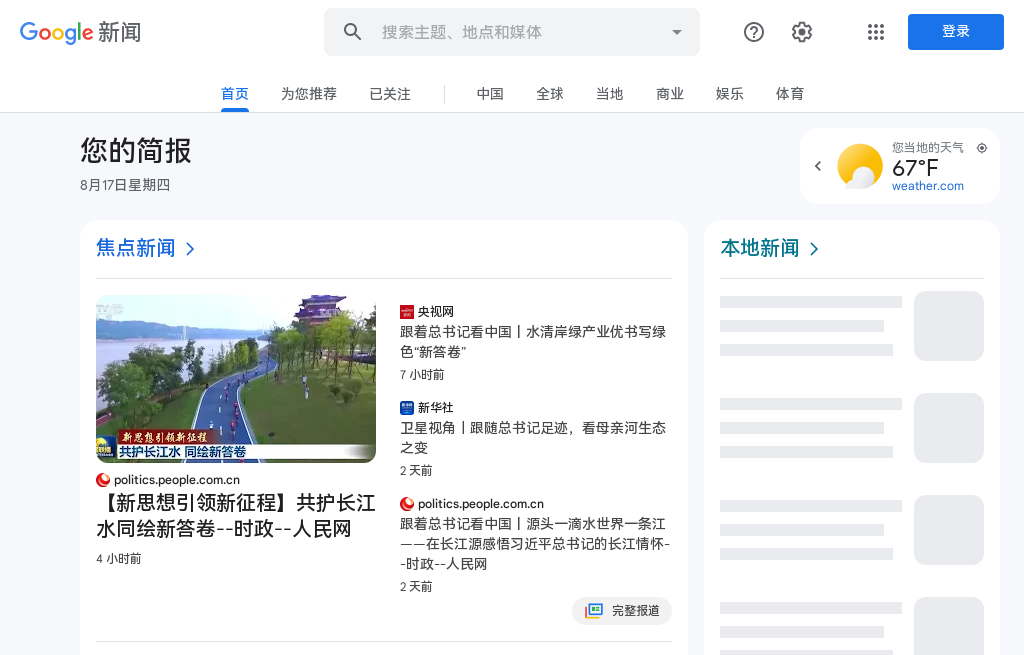 Google 新闻
搜索主题、地点和媒体
登录
首页
为您推荐
已关注
中国
全球
当地
商业
娱乐
体育
您的简报
8月17日星期四
您当地的天气
67°F
weather.com
焦点新闻
新思想引领新征程
共护长江水 同绘新答卷
politics.people.com.cn
【新思想引领新征程】共护长江
水同绘新答卷--时政--人民网
4 小时前
央视网
跟着总书记看中国丨水清岸绿产业优书写绿
色“新答卷”
7 小时前
新华社
卫星视角丨跟随总书记足迹，看母亲河生态
之变
2 天前
politics.people.com.cn
跟着总书记看中国丨源头一滴水世界一条江
——在长江源感悟习近平总书记的长江情怀-
-时政--人民网
2 天前
完整报道
本地新闻